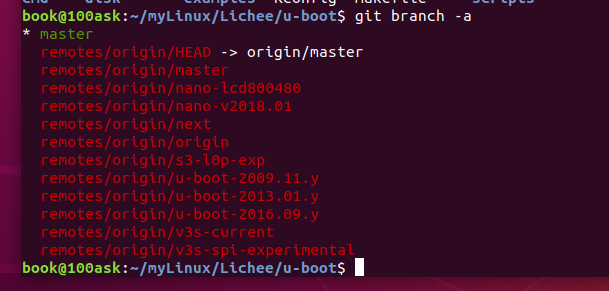 book@100ask:~/myLinux/Lichee/u-boot$ git branch -a
* master
  remotes/origin/HEAD -> origin/master
  remotes/origin/master
  remotes/origin/nano-lcd800480
  remotes/origin/nano-v2018.01
  remotes/origin/next
  remotes/origin/origin
  remotes/origin/s3-l0p-exp
  remotes/origin/u-boot-2009.11.y
  remotes/origin/u-boot-2013.01.y
  remotes/origin/u-boot-2016.09.y
  remotes/origin/v3s-current
  remotes/origin/v3s-spi-experimental
book@100ask:~/myLinux/Lichee/u-boot$